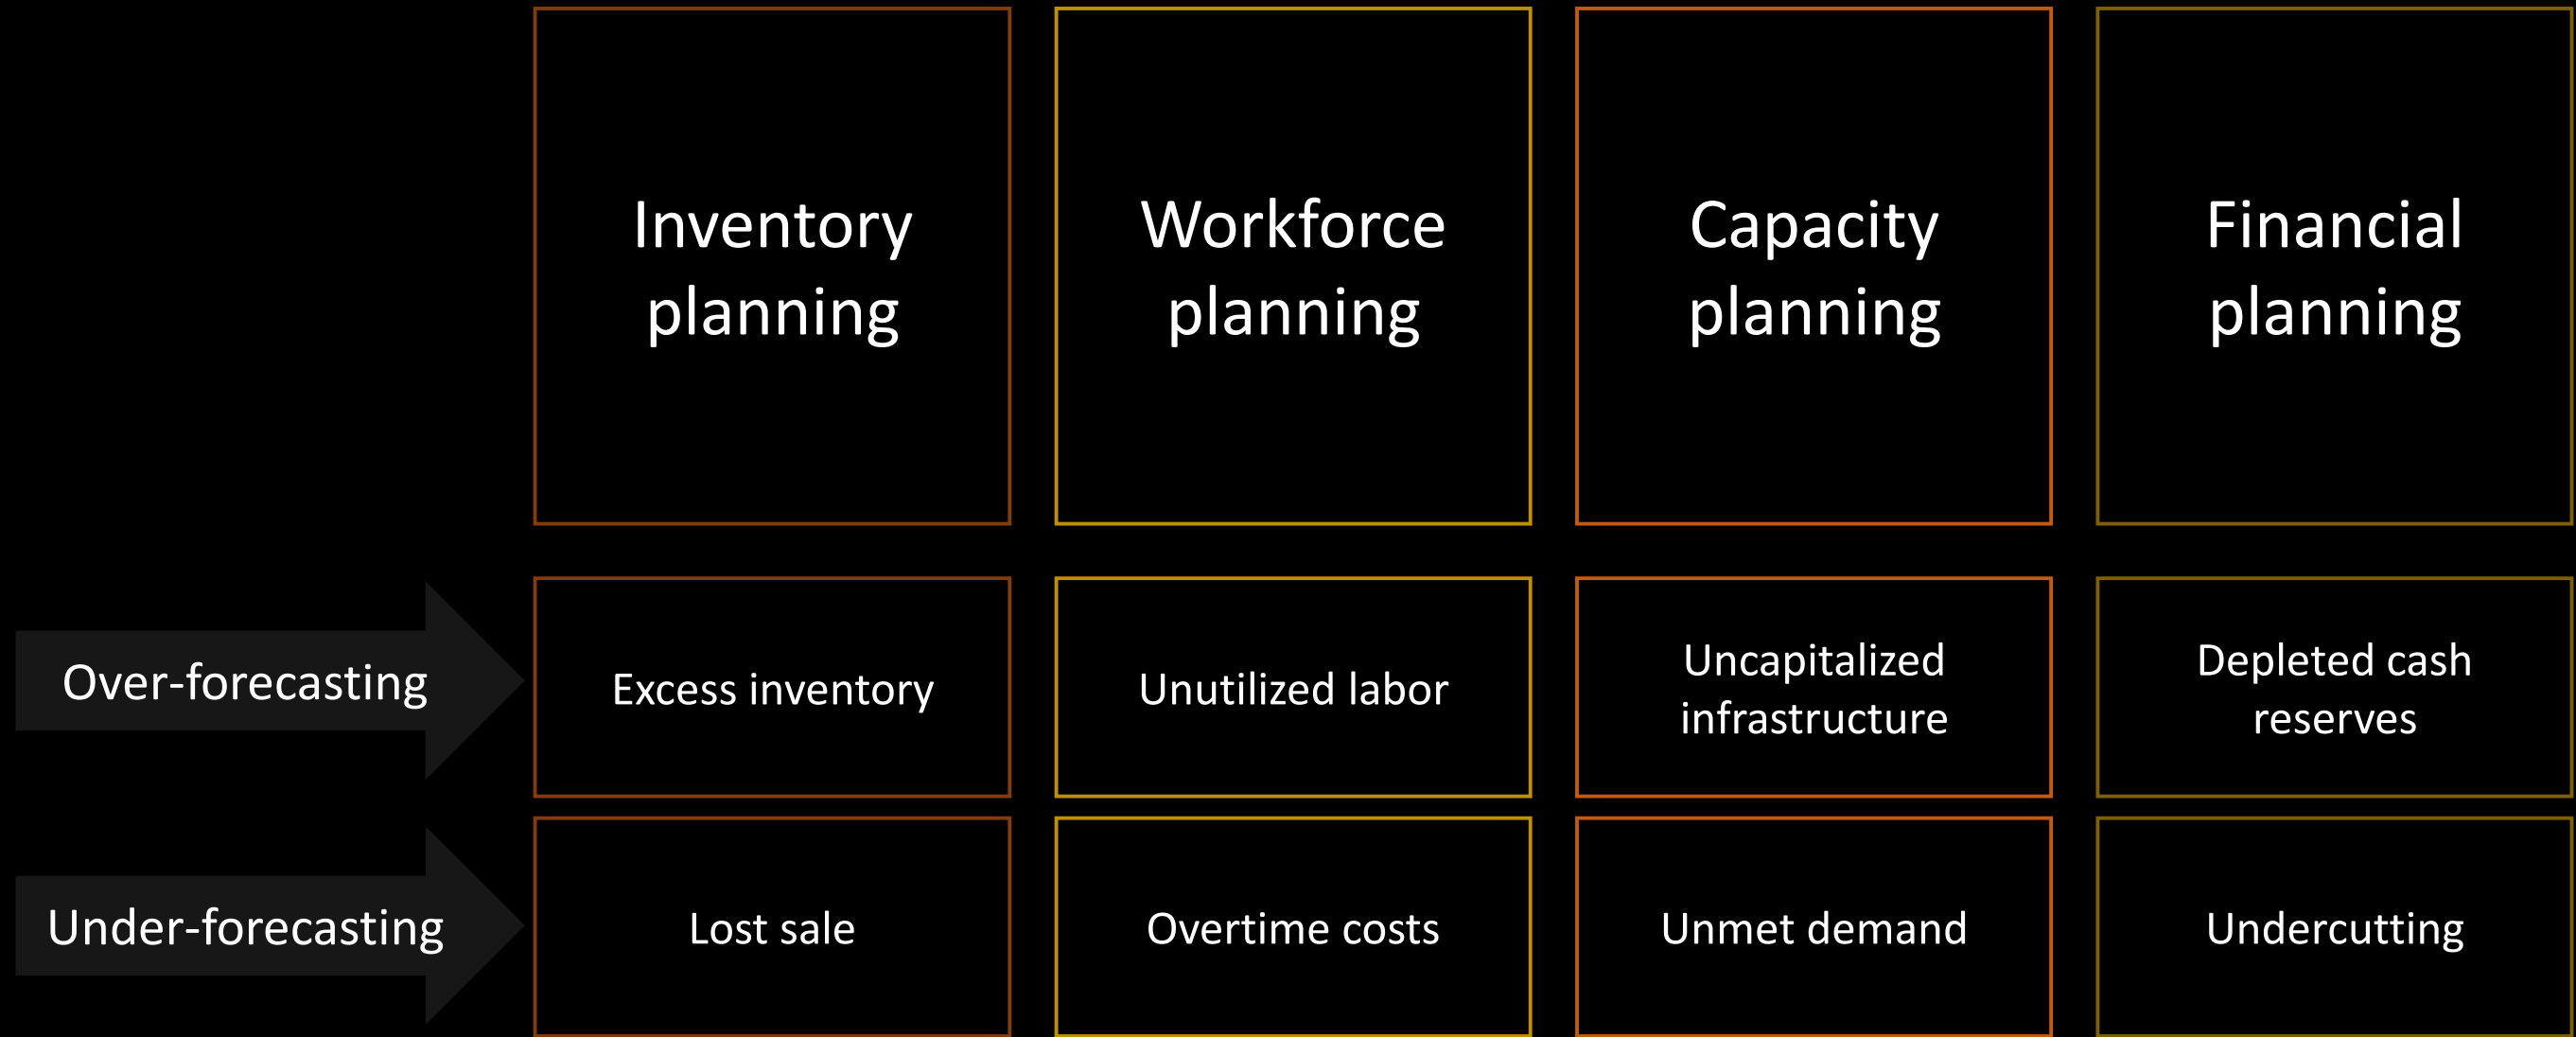 Inventory
planning
Workforce
planning
Capacity
planning
Financial
planning
Over-forecasting
Excess inventory
Unutilized labor
Uncapitalized
infrastructure
Depleted cash
reserves
Under-forecasting
Lost sale
Overtime costs
Unmet demand
Undercutting